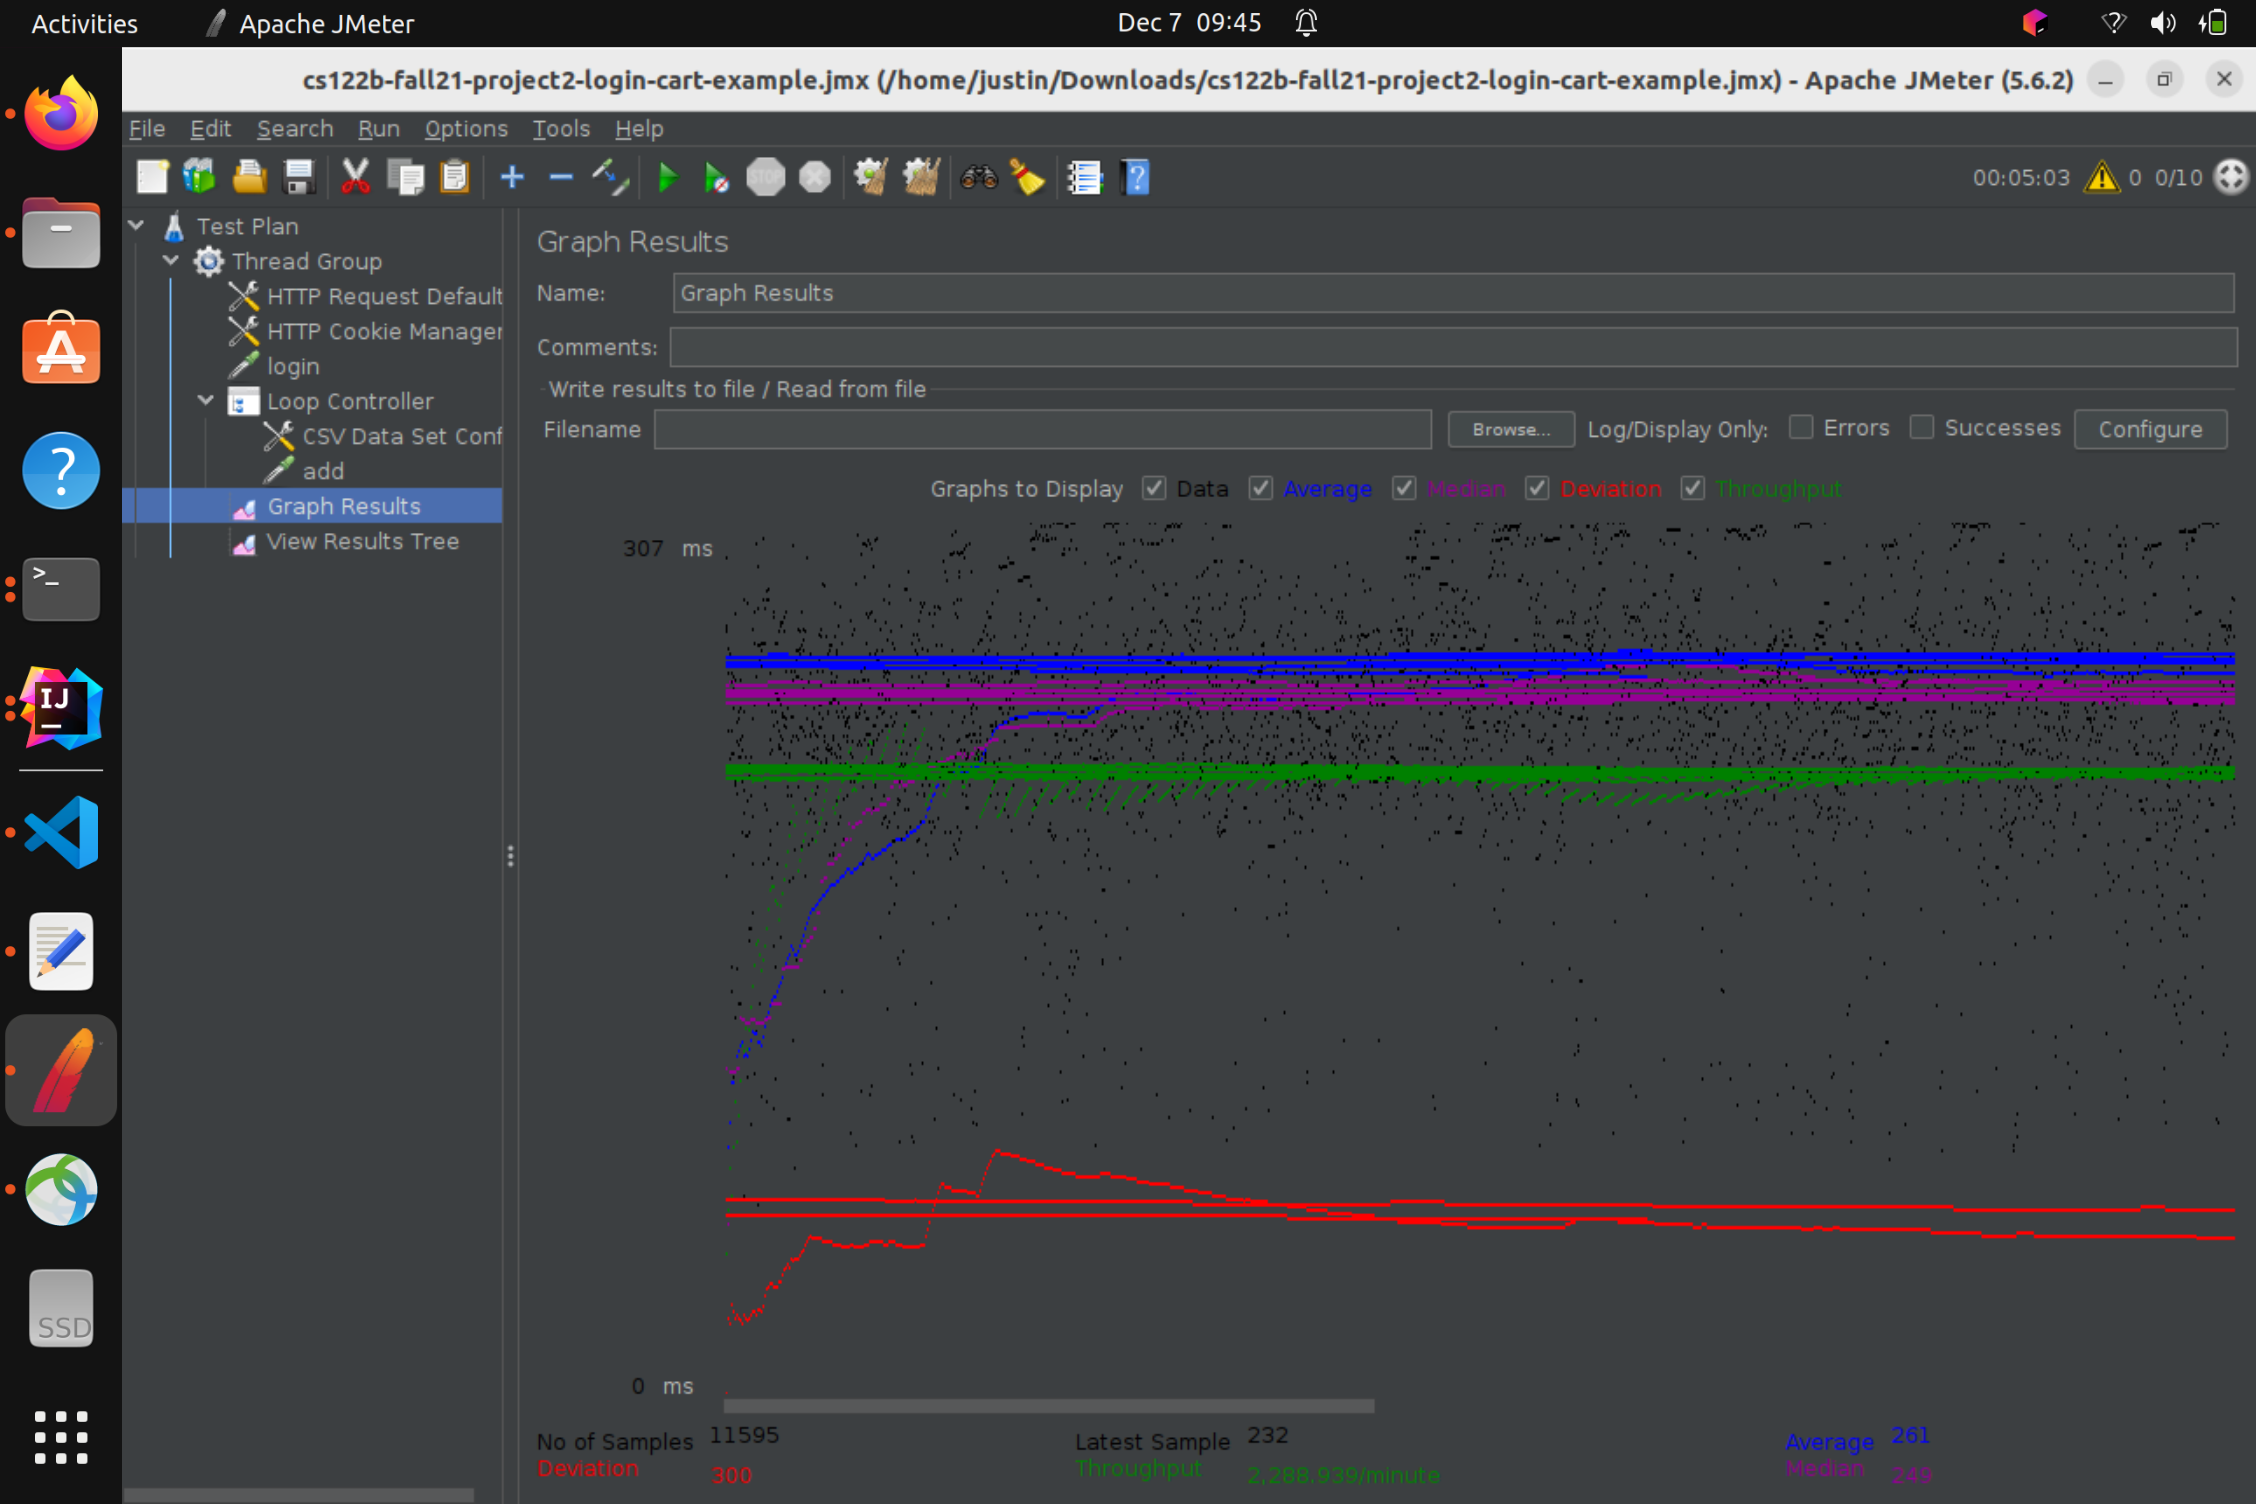 Activities Apache JMeter Dec 7 09:45
cs122b-fall21-project2-login-cart-example.jmx (/home/justin/Downloads/cs122b-fall21-project2-login-cart-example.jmx) - Apache JMeter (5.6.2)
File Edit Search Run Options Tools Help
STOP 00:05:03 0 0/10
Test Plan
Thread Group
HTTP Request Default
HTTP Cookie Manager
login
Loop Controller
CSV Data Set Conf
add
Graph Results
View Results Tree
Graph Results
Name: Graph Results
Comments:
Write results to file / Read from file
Filename Browse... Log/Display Only: Errors Successes Configure
Graphs to Display Data Average Median Deviation Throughput
307 ms
0 ms
No of Samples 11595 Latest Sample 232 Average 261
Deviation 300 Throughput 2,288.939/minute Median 249
IJ
SSD